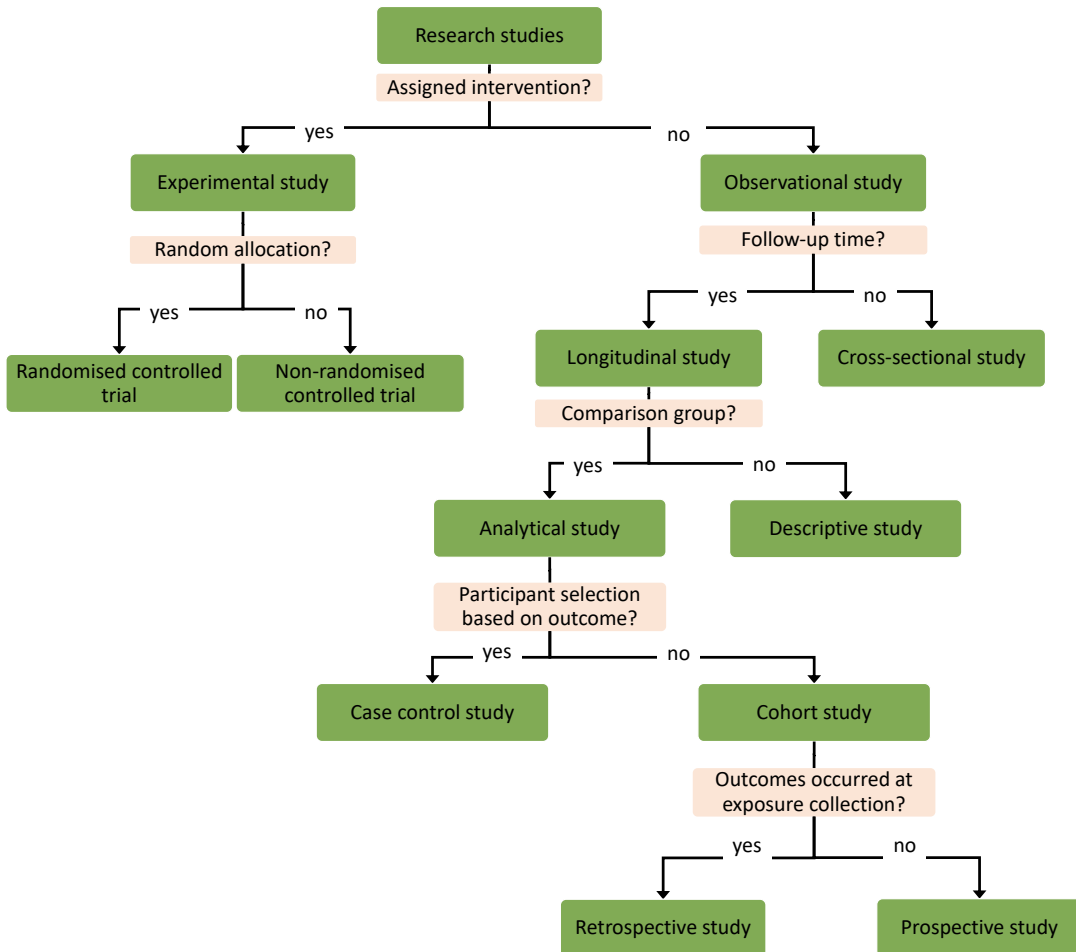 Research studies
Assigned intervention?
yes
no
Experimental study
Observational study
Random allocation?
Follow-up time?
yes
no
yes
no
Randomised controlled
trial
Non-randomised
controlled trial
Longitudinal study
Cross-sectional study
Comparison group?
yes
no
Analytical study
Descriptive study
Participant selection
based on outcome?
yes
no
Case control study
Cohort study
Outcomes occurred at
exposure collection?
yes
no
Retrospective study
Prospective study